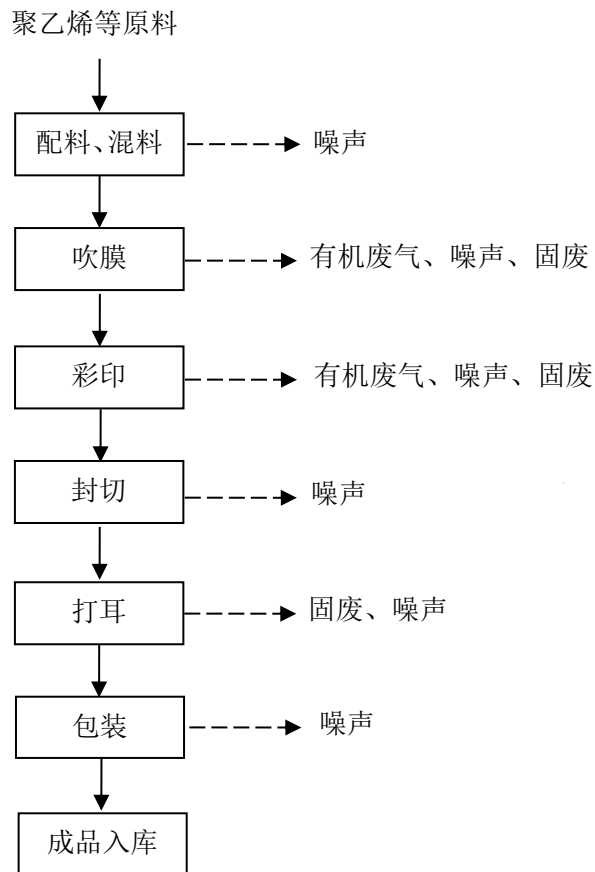 聚乙烯等原料
配料、混料
噪声
吹膜
有机废气、噪声、固废
彩印
有机废气、噪声、固废
封切
噪声
打耳
固废、噪声
包装
噪声
成品入库